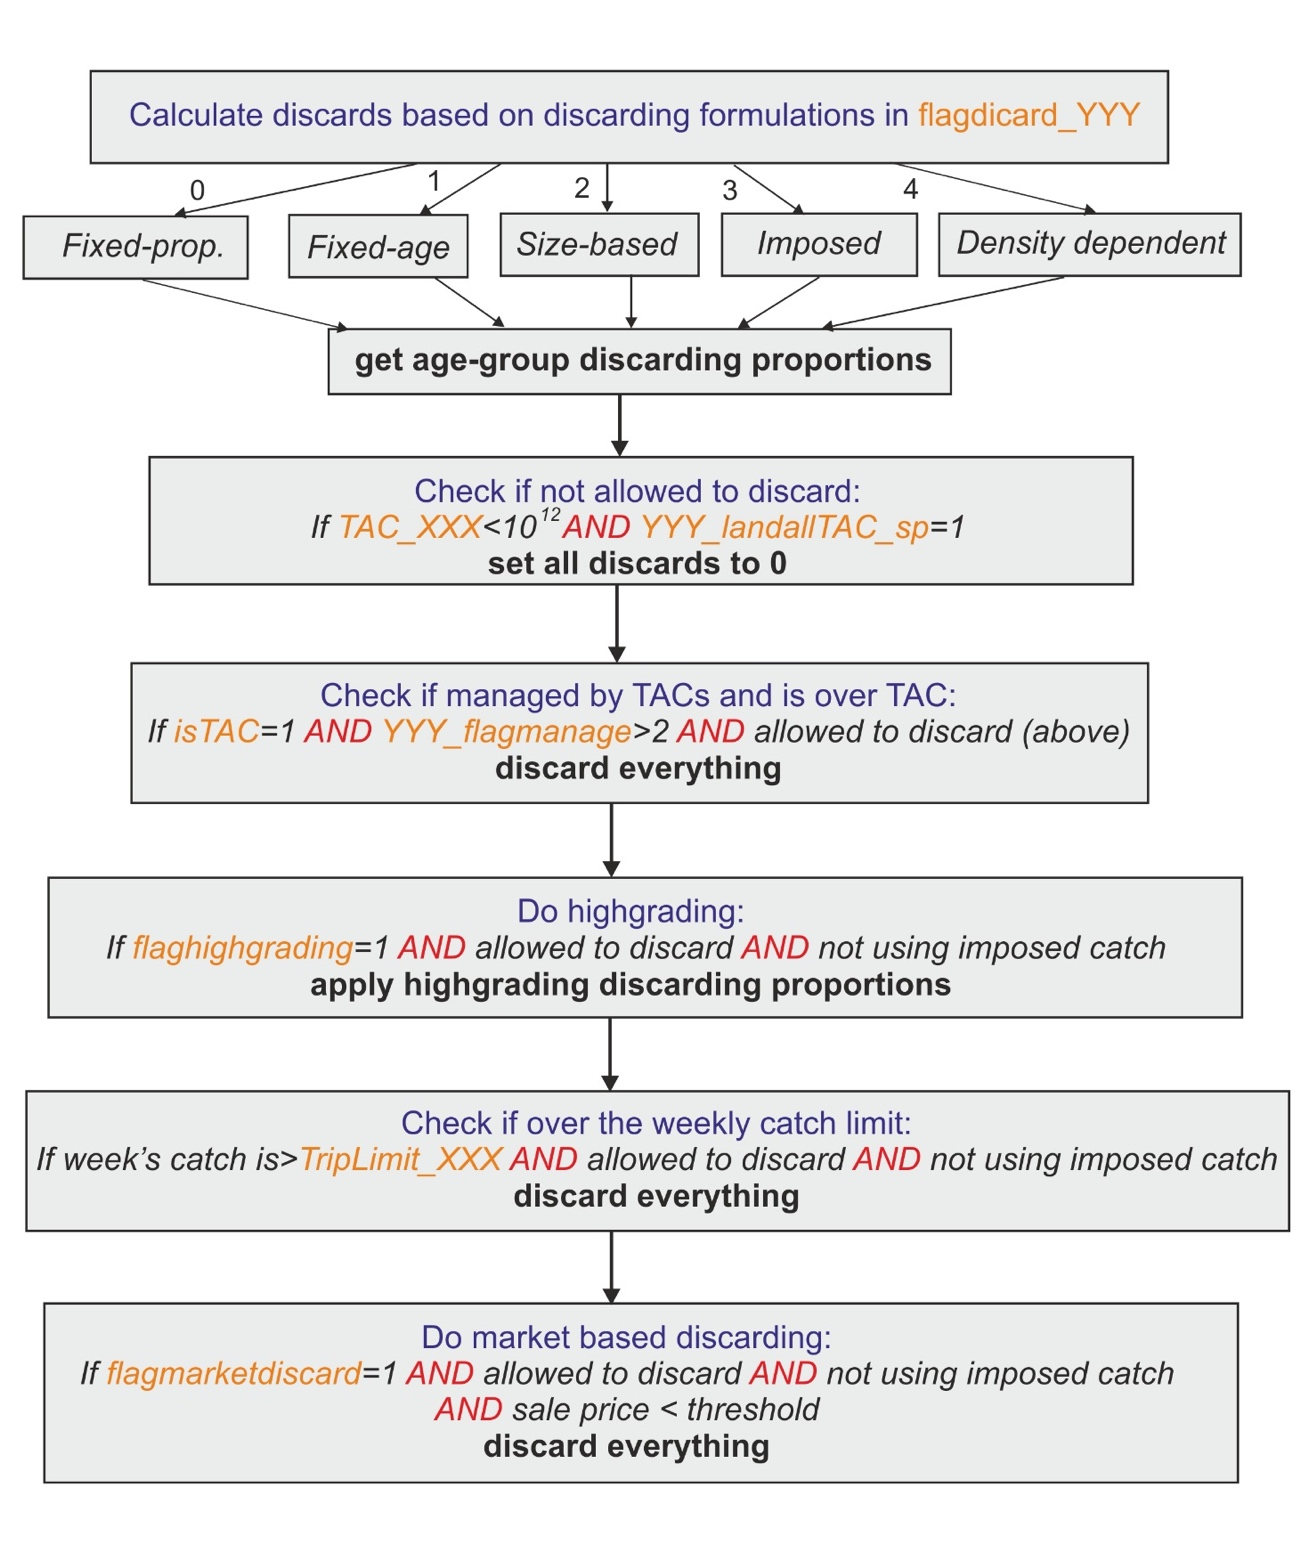 Calculate discards based on discarding formulations in flagdicard_YYY
0 1 2 3 4
Fixed-prop. Fixed-age Size-based Imposed Density dependent
get age-group discarding proportions
Check if not allowed to discard:
If TAC_XXX<10¹² AND YYY_landallTAC_sp=1
set all discards to 0
Check if managed by TACs and is over TAC:
If isTAC=1 AND YYY_flagmanage>2 AND allowed to discard (above)
discard everything
Do highgrading:
If flaghighgrading=1 AND allowed to discard AND not using imposed catch
apply highgrading discarding proportions
Check if over the weekly catch limit:
If week’s catch is>TripLimit_XXX AND allowed to discard AND not using imposed catch
discard everything
Do market based discarding:
If flagmarketdiscard=1 AND allowed to discard AND not using imposed catch
AND sale price < threshold
discard everything